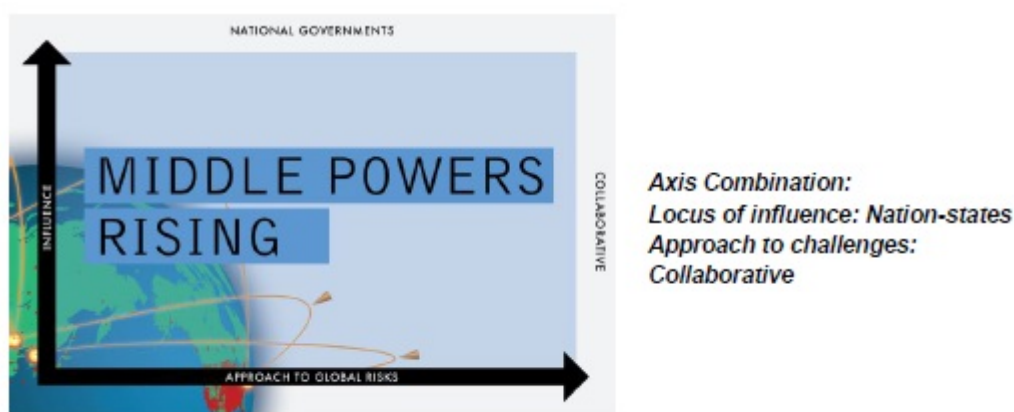 NATIONAL GOVERNMENTS
MIDDLE POWERS
RISING
INFLUENCE
COLLABORATIVE
APPROACH TO GLOBAL RISKS
Axis Combination:
Locus of influence: Nation-states
Approach to challenges:
Collaborative